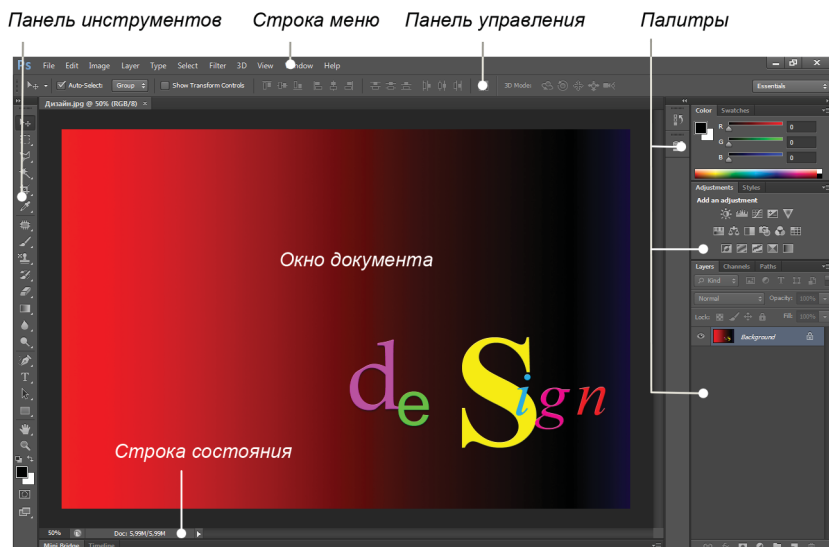 Панель инструментов Строка меню Панель управления Палитры
Ps File Edit Image Layer Type Select Filter 3D View Window Help
Auto-Select: Group Show Transform Controls 3D Mode: Essentials
Дизайн.jpg @ 50% (RGB/8) ×
Color Swatches
R 0
G 0
B 0
Adjustments Styles
Add an adjustment
Окно документа
Layers Channels Paths
Kind
Normal Opacity: 100%
Lock: Fill: 100%
Background
deSign
Строка состояния
50% Doc: 5,99M/5,99M
Mini Bridge Timeline